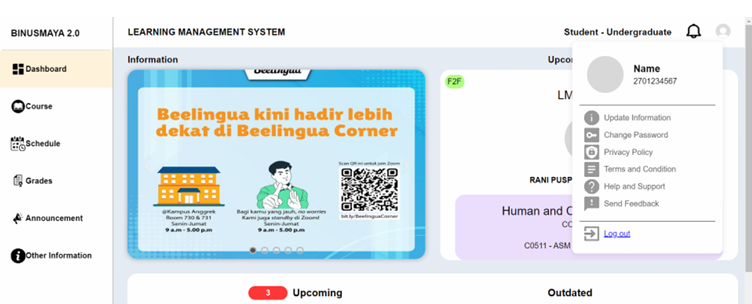 BINUSMAYA 2.0
LEARNING MANAGEMENT SYSTEM
Student - Undergraduate
Dashboard
Course
Schedule
Grades
Announcement
Other Information
Information
Beelingua
Beelingua kini hadir lebih
dekat di Beelingua Corner
@Kampus Anggrek
Room 730 & 731
Senin-Jumat
9 a.m - 5.00 p.m
Bagi kamu yang jauh, no worries
Kami juga standby di Zoom!
Senin-Jumat
9 a.m - 5.00 p.m
Scan QR ini untuk join Zoom
bit.ly/BeelinguaCorner
Upco
F2F
LM
RANI PUSP
Human and C
CO
C0511 - ASM
Name
2701234567
Update Information
Change Password
Privacy Policy
Terms and Condition
Help and Support
Send Feedback
Log out
3 Upcoming
Outdated